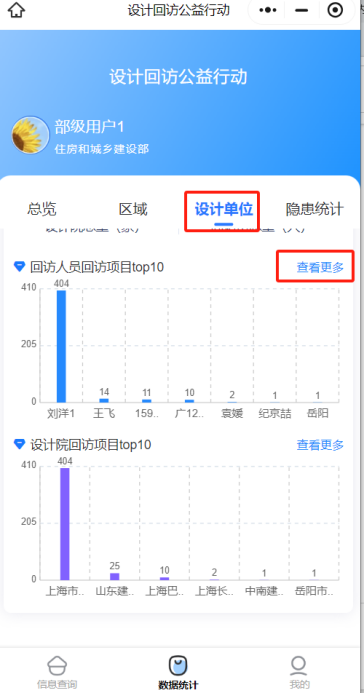 设计回访公益行动
设计回访公益行动
部级用户1
住房和城乡建设部
总览 区域 设计单位 隐患统计
回访人员回访项目top10 查看更多
410
205
0
404 14 11 10 2 1 1
刘洋1 王飞 159.. 广12.. 袁媛 纪京喆 岳阳
设计院回访项目top10 查看更多
410
205
0
404 25 10 2 1 1
上海市.. 山东建.. 上海巴.. 上海长.. 中南建.. 岳阳市..
信息查询 数据统计 我的